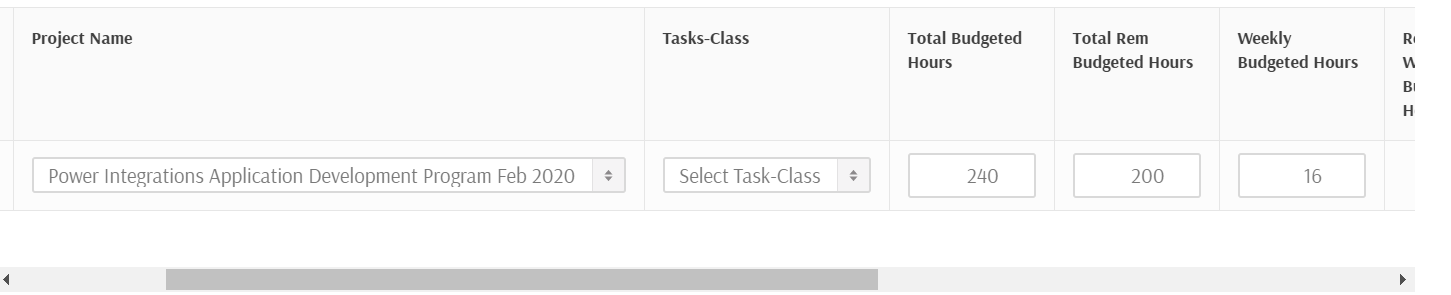 Project Name
Tasks-Class
Total Budgeted
Hours
Total Rem
Budgeted Hours
Weekly
Budgeted Hours
Power Integrations Application Development Program Feb 2020
Select Task-Class
240
200
16